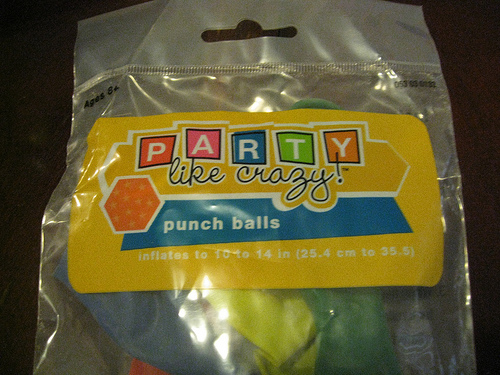 Ages 6+
PARTY
like crazy!™
punch balls
inflates to 10 to 14 in (25.4 cm to 35.5)